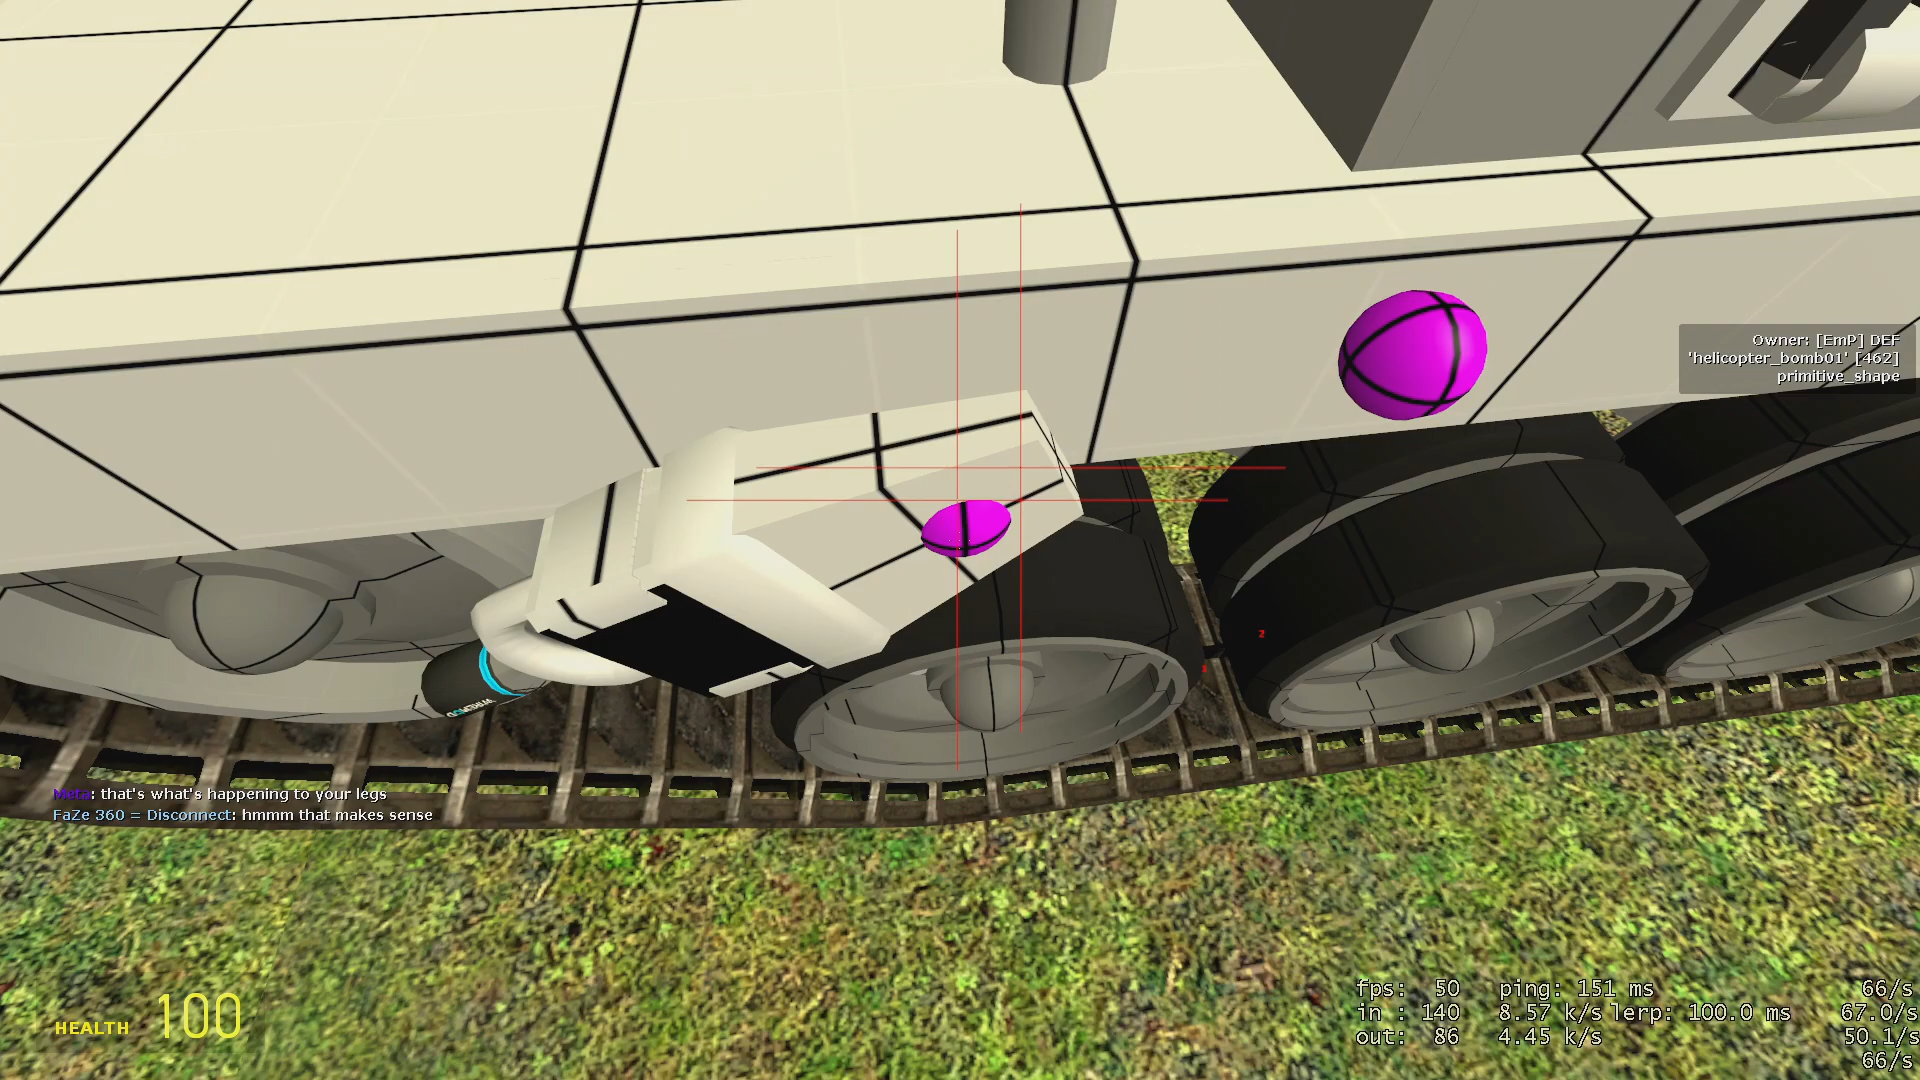 Owner: [EmP] DEF
'helicopter_bomb01' [462]
primitive_shape
2
2
Meta: that's what's happening to your legs
FaZe 360 = Disconnect: hmmm that makes sense
HEALTH 100
fps: 50 ping: 151 ms 66/s
in : 140 8.57 k/s lerp: 100.0 ms 67.0/s
out: 86 4.45 k/s 50.1/s
66/s